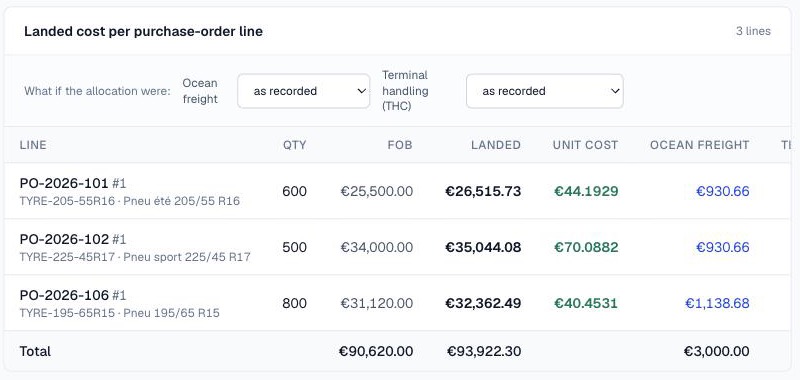 Landed cost per purchase-order line
3 lines
What if the allocation were:
Ocean freight
as recorded
Terminal handling (THC)
as recorded
LINE QTY FOB LANDED UNIT COST OCEAN FREIGHT
PO-2026-101 #1
TYRE-205-55R16 · Pneu été 205/55 R16
600 €25,500.00 €26,515.73 €44.1929 €930.66
PO-2026-102 #1
TYRE-225-45R17 · Pneu sport 225/45 R17
500 €34,000.00 €35,044.08 €70.0882 €930.66
PO-2026-106 #1
TYRE-195-65R15 · Pneu 195/65 R15
800 €31,120.00 €32,362.49 €40.4531 €1,138.68
Total €90,620.00 €93,922.30 €3,000.00